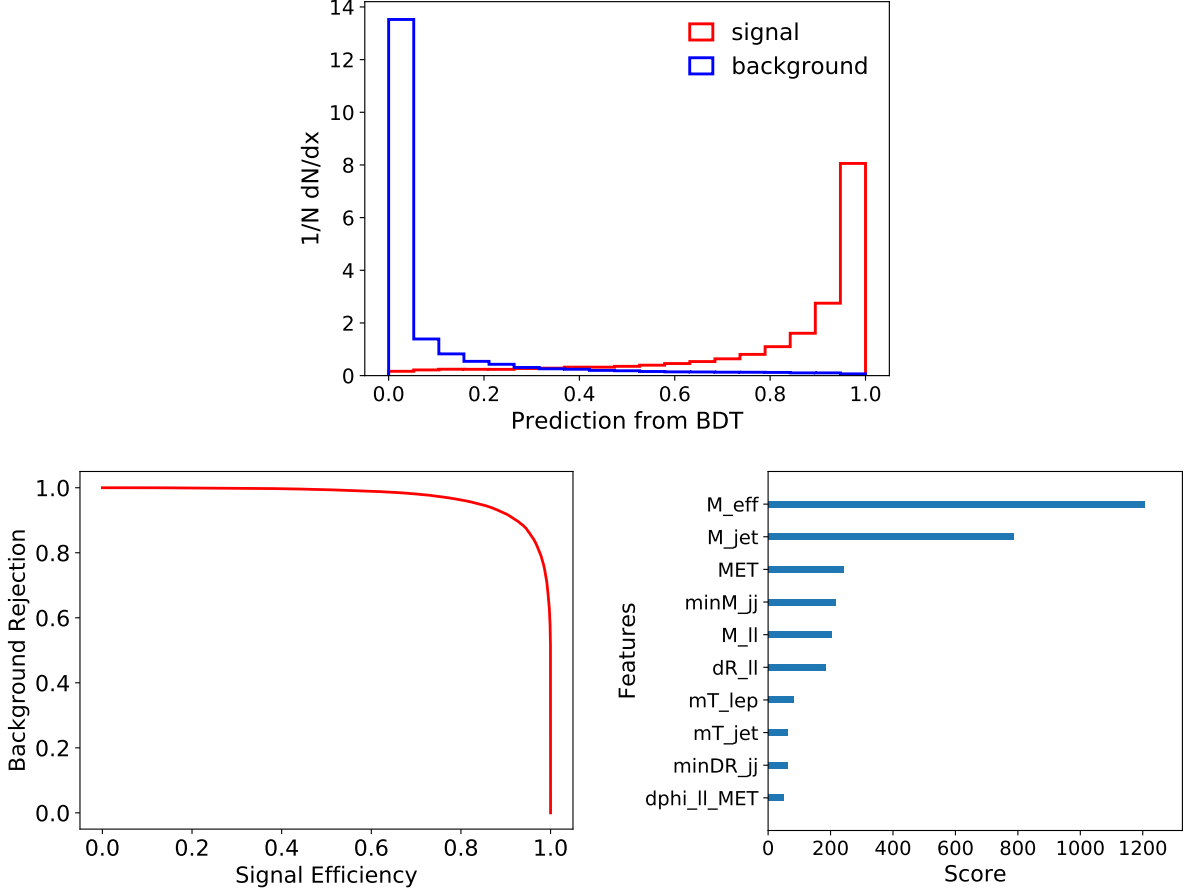 14
12
10
8
6
4
2
0
1/N dN/dx
signal
background
0.0 0.2 0.4 0.6 0.8 1.0
Prediction from BDT
1.0
0.8
0.6
0.4
0.2
0.0
Background Rejection
0.0 0.2 0.4 0.6 0.8 1.0
Signal Efficiency
Features
M_eff
M_jet
MET
minM_jj
M_ll
dR_ll
mT_lep
mT_jet
minDR_jj
dphi_ll_MET
0 200 400 600 800 1000 1200
Score